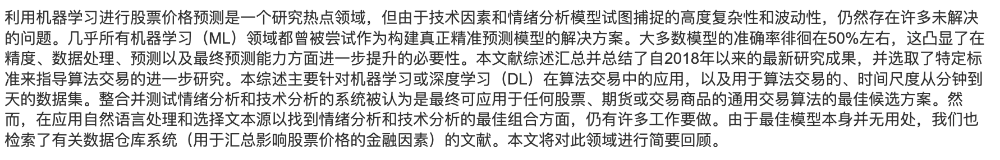 利用机器学习进行股票价格预测是一个研究热点领域，但由于技术因素和情绪分析模型试图捕捉的高度复杂性和波动性，仍然存在许多未解决
的问题。几乎所有机器学习（ML）领域都曾被尝试作为构建真正精准预测模型的解决方案。大多数模型的准确率徘徊在50%左右，这凸显了在
精度、数据处理、预测以及最终预测能力方面进一步提升的必要性。本文献综述汇总并总结了自2018年以来的最新研究成果，并选取了特定标
准来指导算法交易的进一步研究。本综述主要针对机器学习或深度学习（DL）在算法交易中的应用，以及用于算法交易的、时间尺度从分钟到
天的数据集。整合并测试情绪分析和技术分析的系统被认为是最终可应用于任何股票、期货或交易商品的通用交易算法的最佳候选方案。然
而，在应用自然语言处理和选择文本源以找到情绪分析和技术分析的最佳组合方面，仍有许多工作要做。由于最佳模型本身并无用处，我们也
检索了有关数据仓库系统（用于汇总影响股票价格的金融因素）的文献。本文将对此领域进行简要回顾。